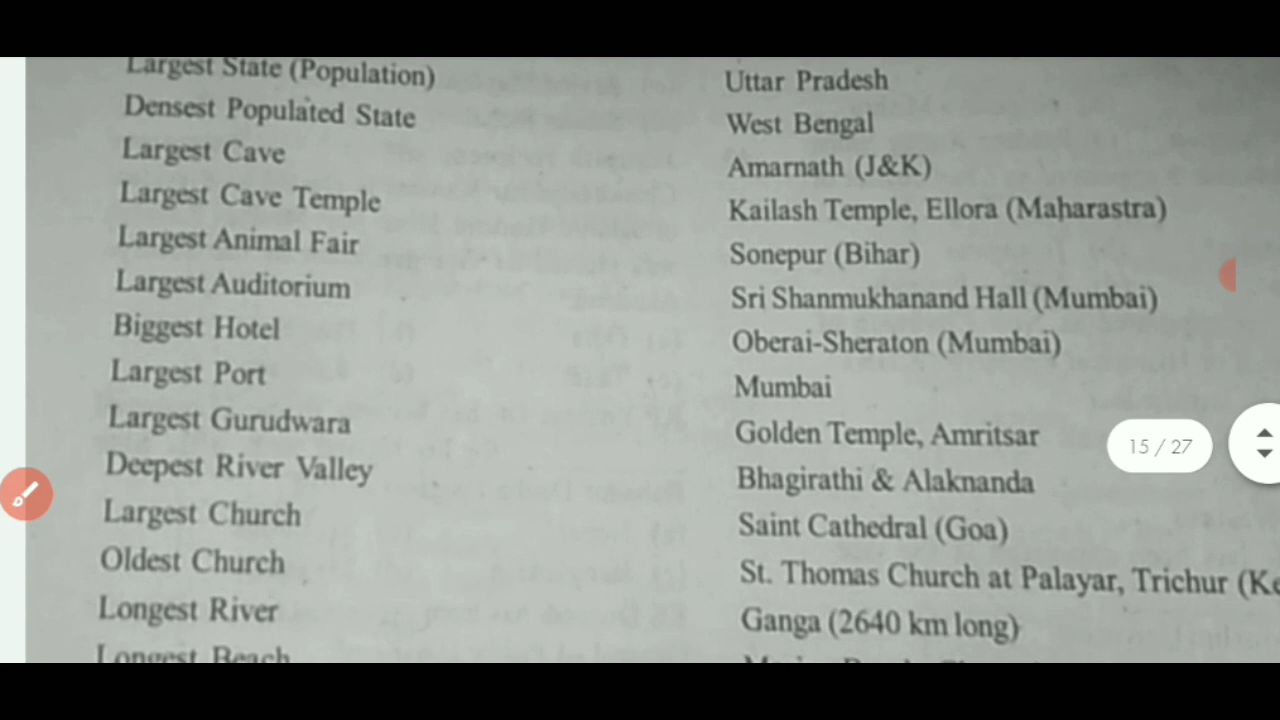 Largest State (Population) Uttar Pradesh
Densest Populated State West Bengal
Largest Cave Amarnath (J&K)
Largest Cave Temple Kailash Temple, Ellora (Maharastra)
Largest Animal Fair Sonepur (Bihar)
Largest Auditorium Sri Shanmukhanand Hall (Mumbai)
Biggest Hotel Oberai-Sheraton (Mumbai)
Largest Port Mumbai
Largest Gurudwara Golden Temple, Amritsar
15 / 27
Deepest River Valley Bhagirathi & Alaknanda
Largest Church Saint Cathedral (Goa)
Oldest Church St. Thomas Church at Palayar, Trichur
Longest River Ganga (2640 km long)
Longest Beach